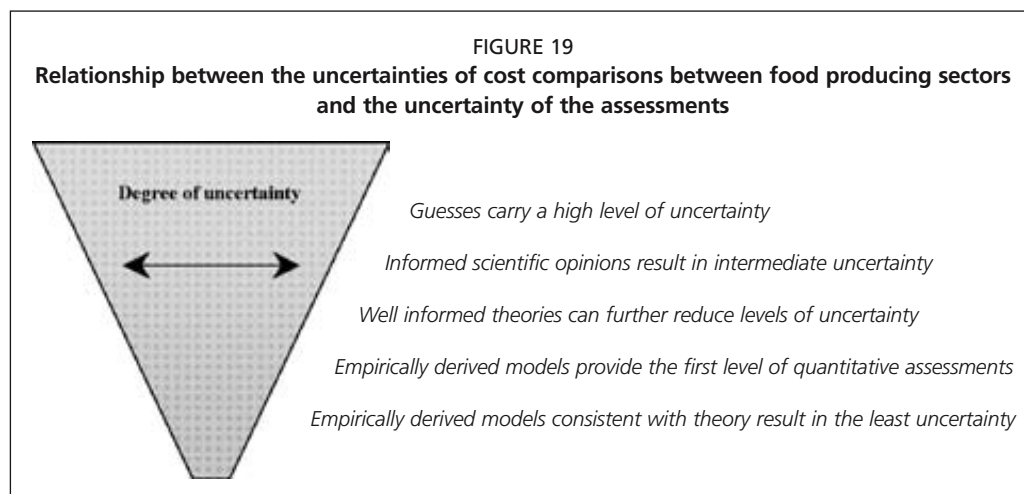 FIGURE 19
Relationship between the uncertainties of cost comparisons between food producing sectors
and the uncertainty of the assessments
Degree of uncertainty
Guesses carry a high level of uncertainty
Informed scientific opinions result in intermediate uncertainty
Well informed theories can further reduce levels of uncertainty
Empirically derived models provide the first level of quantitative assessments
Empirically derived models consistent with theory result in the least uncertainty